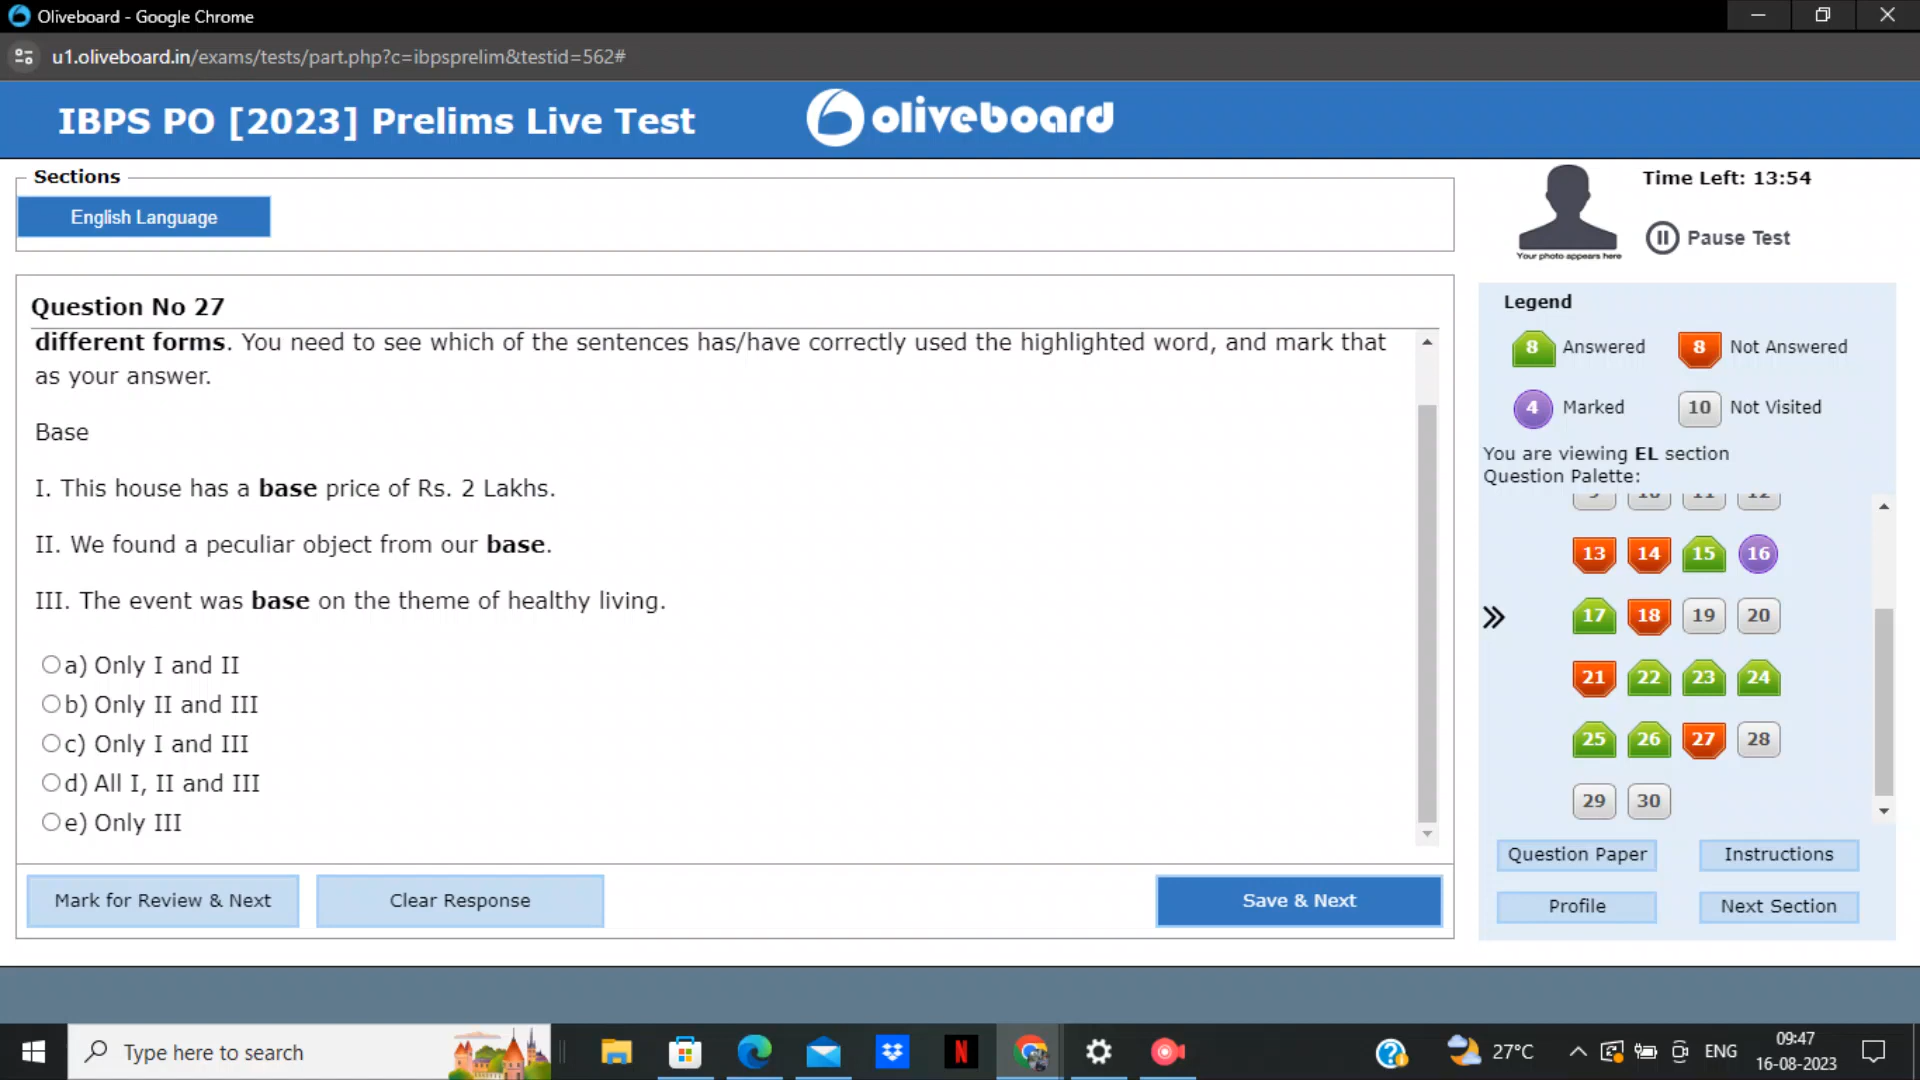 Oliveboard - Google Chrome
u1.oliveboard.in/exams/tests/part.php?c=ibpsprelim&testid=562#
IBPS PO [2023] Prelims Live Test
oliveboard
Sections
English Language
Your photo appears here
Time Left: 13:54
Pause Test
Question No 27
different forms. You need to see which of the sentences has/have correctly used the highlighted word, and mark that
as your answer.
Base
I. This house has a base price of Rs. 2 Lakhs.
II. We found a peculiar object from our base.
III. The event was base on the theme of healthy living.
a) Only I and II
b) Only II and III
c) Only I and III
d) All I, II and III
e) Only III
Mark for Review & Next
Clear Response
Save & Next
Legend
8 Answered
8 Not Answered
4 Marked
10 Not Visited
You are viewing EL section
Question Palette:
9 10 11 12
13 14 15 16
17 18 19 20
21 22 23 24
25 26 27 28
29 30
Question Paper
Instructions
Profile
Next Section
Type here to search
27°C
ENG
09:47
16-08-2023